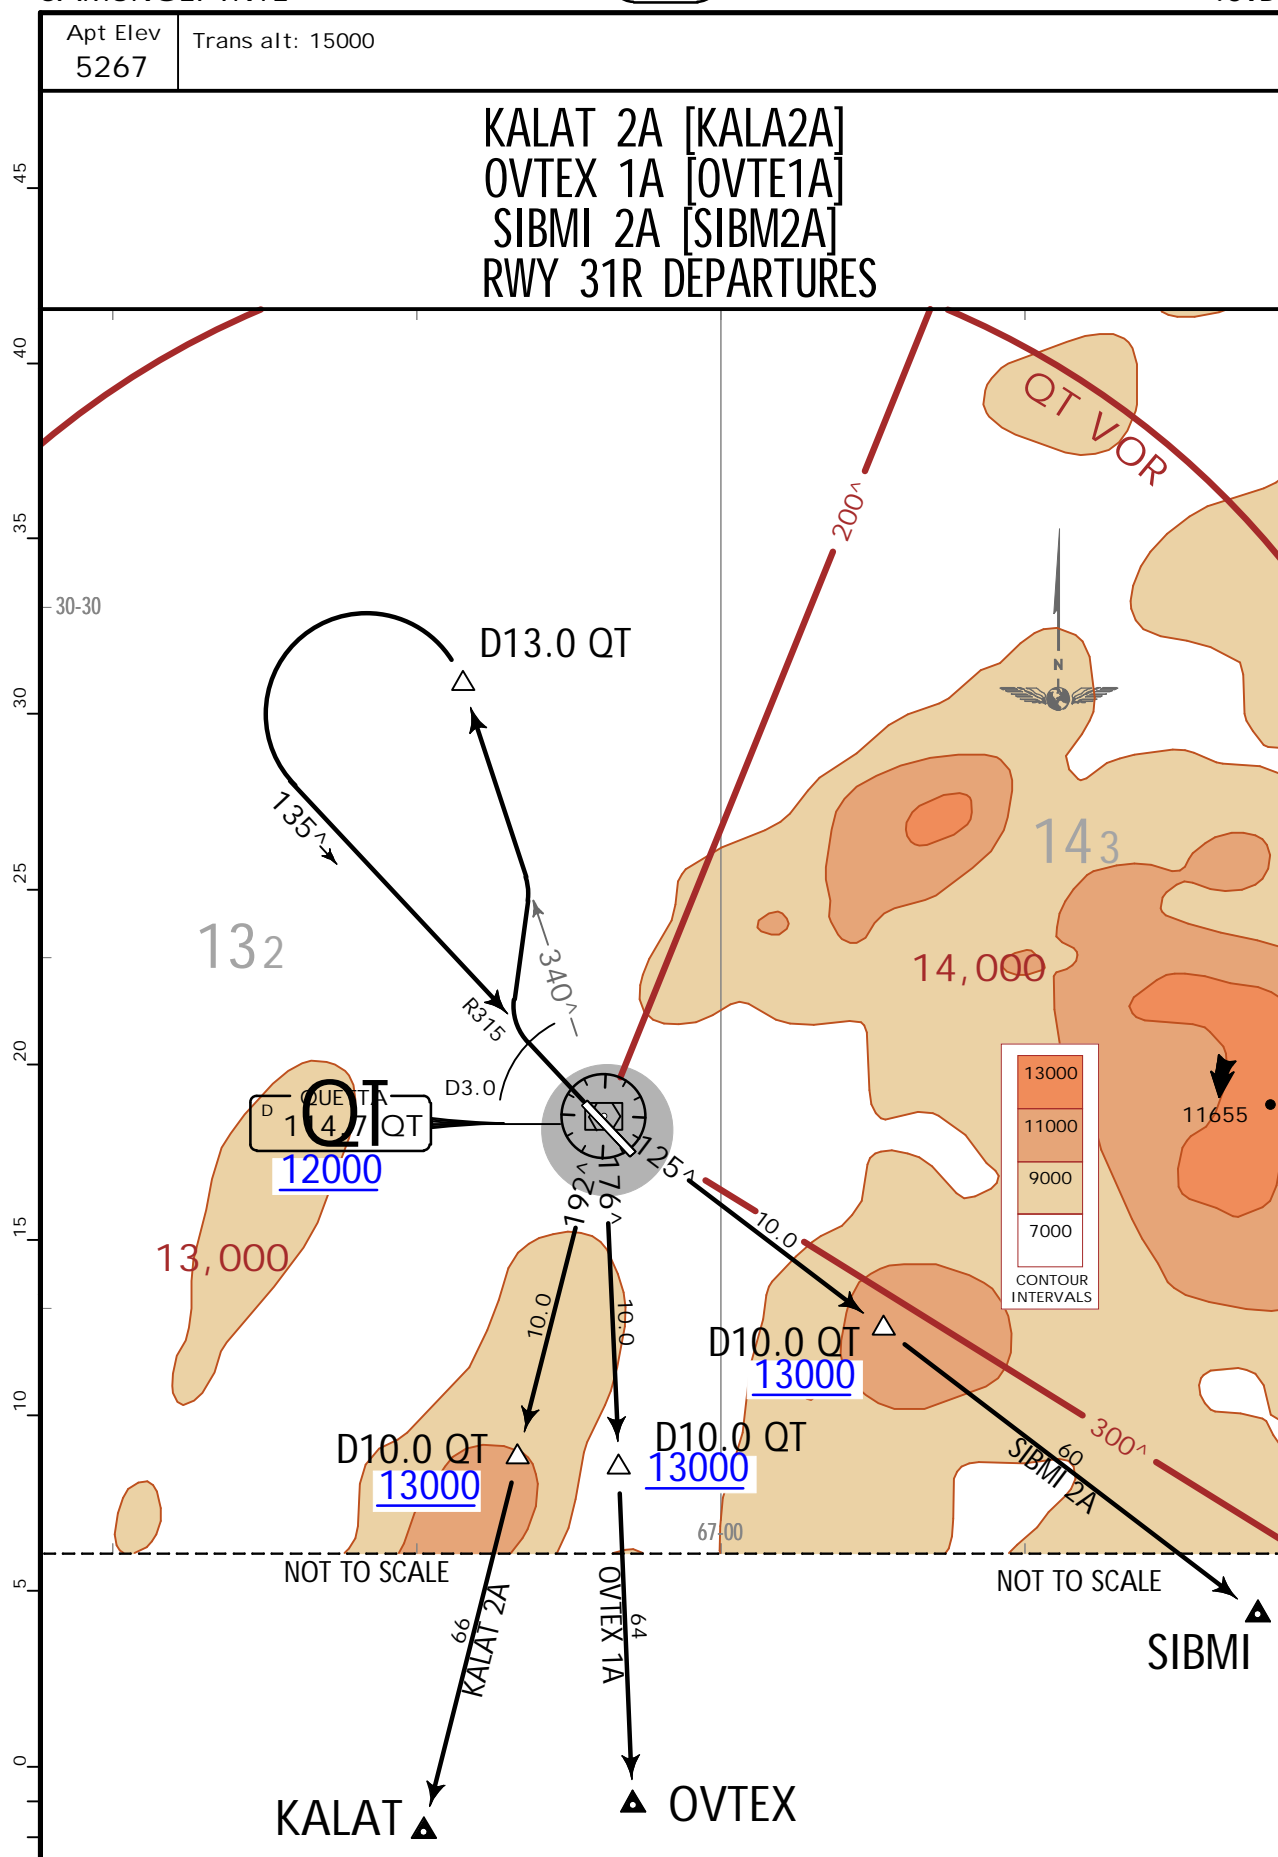 Apt Elev
5267
Trans alt: 15000
KALAT 2A [KALA2A]
OVTEX 1A [OVTE1A]
SIBMI 2A [SIBM2A]
RWY 31R DEPARTURES
45
40
35
30
25
20
15
10
5
0
QT VOR
200^
30-30
N
D13.0 QT
135^
143
132
340^
14,000
R315
D3.0
QUETTA
D
114.7 QT
QT
12000
13000
11000
9000
7000
CONTOUR
INTERVALS
11655
125^
192^
176^
10.0
13,000
10.0
10.0
D10.0 QT
13000
D10.0 QT
13000
D10.0 QT
13000
300^
60
SIBMI 2A
67-00
NOT TO SCALE
NOT TO SCALE
66
KALAT 2A
OVTEX 1A
64
SIBMI
KALAT
OVTEX